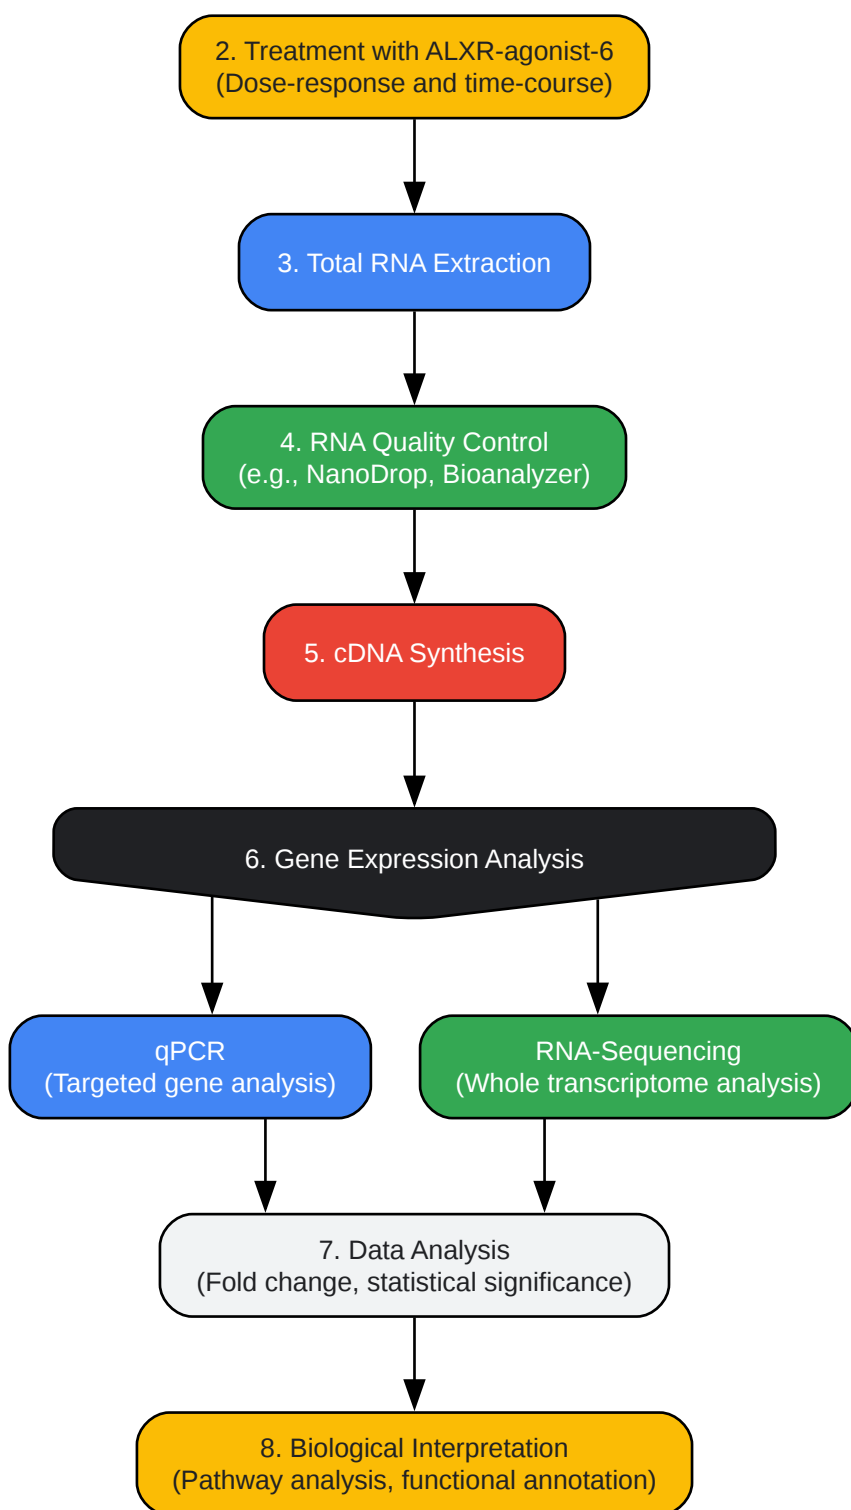 2. Treatment with ALXR-agonist-6
(Dose-response and time-course)
3. Total RNA Extraction
4. RNA Quality Control
(e.g., NanoDrop, Bioanalyzer)
5. cDNA Synthesis
6. Gene Expression Analysis
qPCR
(Targeted gene analysis)
RNA-Sequencing
(Whole transcriptome analysis)
7. Data Analysis
(Fold change, statistical significance)
8. Biological Interpretation
(Pathway analysis, functional annotation)